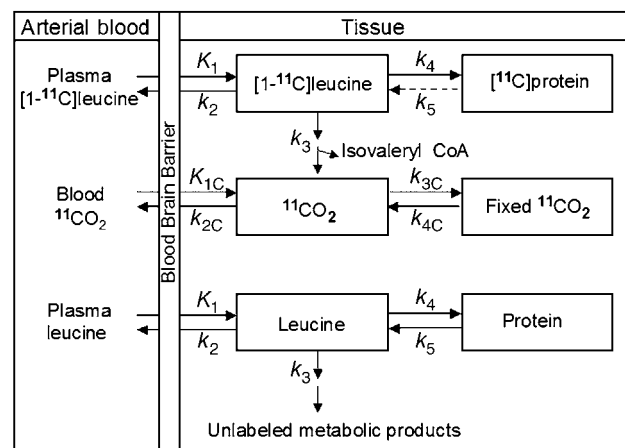 Arterial blood
Tissue
Blood Brain Barrier
Plasma
[1-¹¹C]leucine
K₁
k₂
[1-¹¹C]leucine
k₄
k₅
[¹¹C]protein
k₃
Isovaleryl CoA
Blood
¹¹CO₂
K₁C
k₂C
¹¹CO₂
k₃C
k₄C
Fixed ¹¹CO₂
Plasma
leucine
K₁
k₂
Leucine
k₄
k₅
Protein
k₃
Unlabeled metabolic products